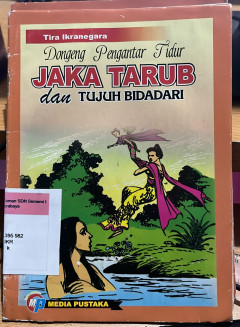 Tira Ikranegara
Dongeng Pengantar Tidur
JAKA TARUB
dan TUJUH BIDADARI
MEDIA PUSTAKA